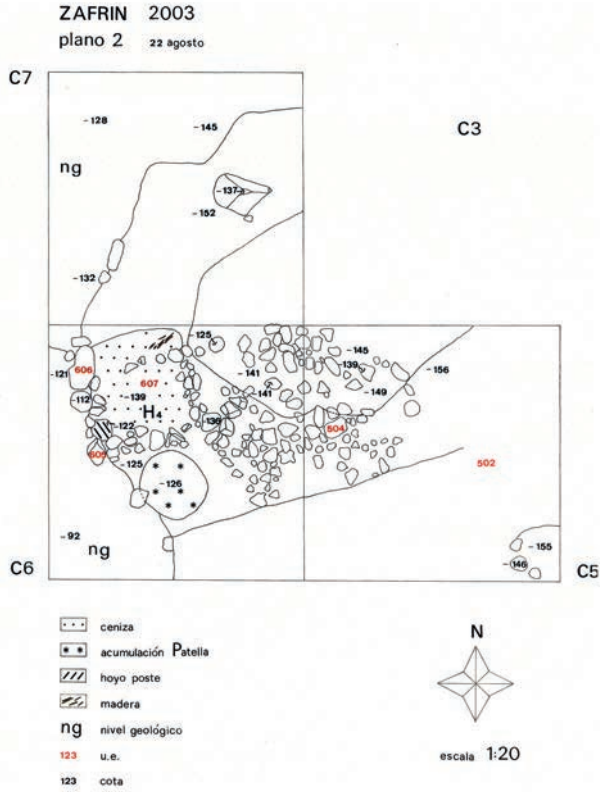 ZAFRIN 2003
plano 2 22 agosto
C7
C3
-128
-145
ng
-137
-152
-132
-125
-145
-121
606
-139
-156
607
-141
-112
-139
-141
-149
H4
-122
-139
504
605
-125
502
-126
-92
ng
-155
-146
C6
C5
ceniza
acumulación Patella
hoyo poste
madera
ng nivel geológico
123 u.e.
123 cota
N
escala 1:20